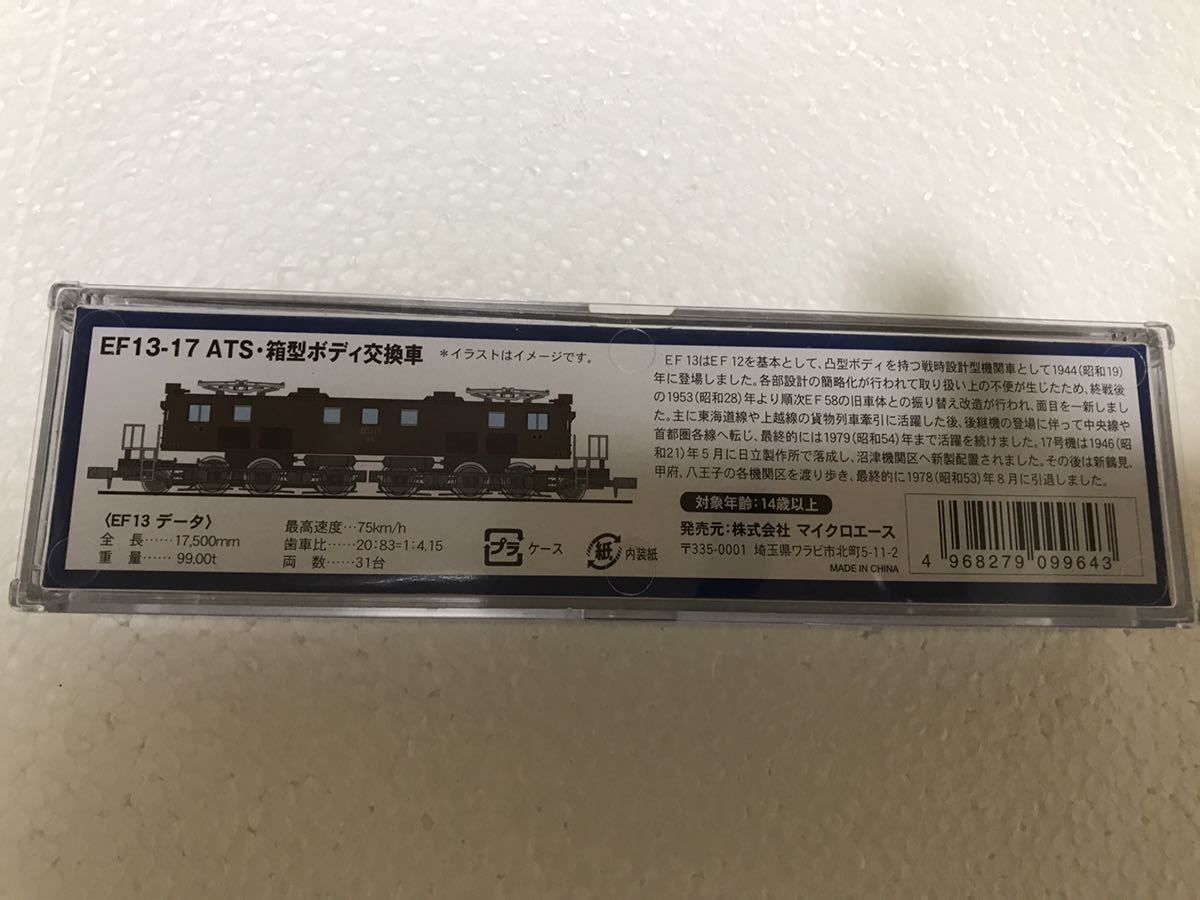 EF13-17 ATS・箱型ボディ交換車 *イラストはイメージです。
〈EF13 データ〉
全 長……17,500mm
重 量……99.00t
最高速度…75km/h
歯車比…20:83=1:4.15
両 数……31台
プラ ケース
紙 内装紙
EF13はEF12を基本として、凸型ボディを持つ戦時設計型機関車として1944(昭和19)
年に登場しました。各部設計の簡略化が行われて取り扱い上の不便が生じたため、終戦後
の1953(昭和28)年より順次EF58の旧車体との振り替え改造が行われ、面目を一新しまし
た。主に東海道線や上越線の貨物列車牽引に活躍した後、後継機の登場に伴って中央線や
首都圏各線へ転じ、最終的には1979(昭和54)年まで活躍を続けました。17号機は1946(昭
和21)年5月に日立製作所で落成し、沼津機関区へ新製配置されました。その後は新鶴見、
甲府、八王子の各機関区を渡り歩き、最終的に1978(昭和53)年8月に引退しました。
対象年齢:14歳以上
発売元:株式会社 マイクロエース
〒335-0001 埼玉県ワラビ市北町5-11-2
MADE IN CHINA
4 968279 099643